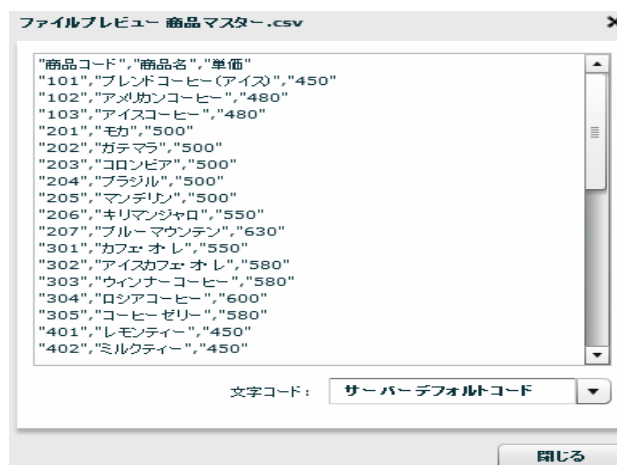 ファイルプレビュー 商品マスター.csv
"商品コード","商品名","単価"
"101","ブレンドコーヒー(アイス)","450"
"102","アメリカンコーヒー","480"
"103","アイスコーヒー","480"
"201","モカ","500"
"202","ガテマラ","500"
"203","コロンビア","500"
"204","ブラジル","500"
"205","マンデリン","500"
"206","キリマンジャロ","550"
"207","ブルーマウンテン","630"
"301","カフェ・オ・レ","550"
"302","アイスカフェ・オ・レ","580"
"303","ウィンナーコーヒー","580"
"304","ロシアコーヒー","600"
"305","コーヒーゼリー","580"
"401","レモンティー","450"
"402","ミルクティー","450"
文字コード: サーバーデフォルトコード
閉じる